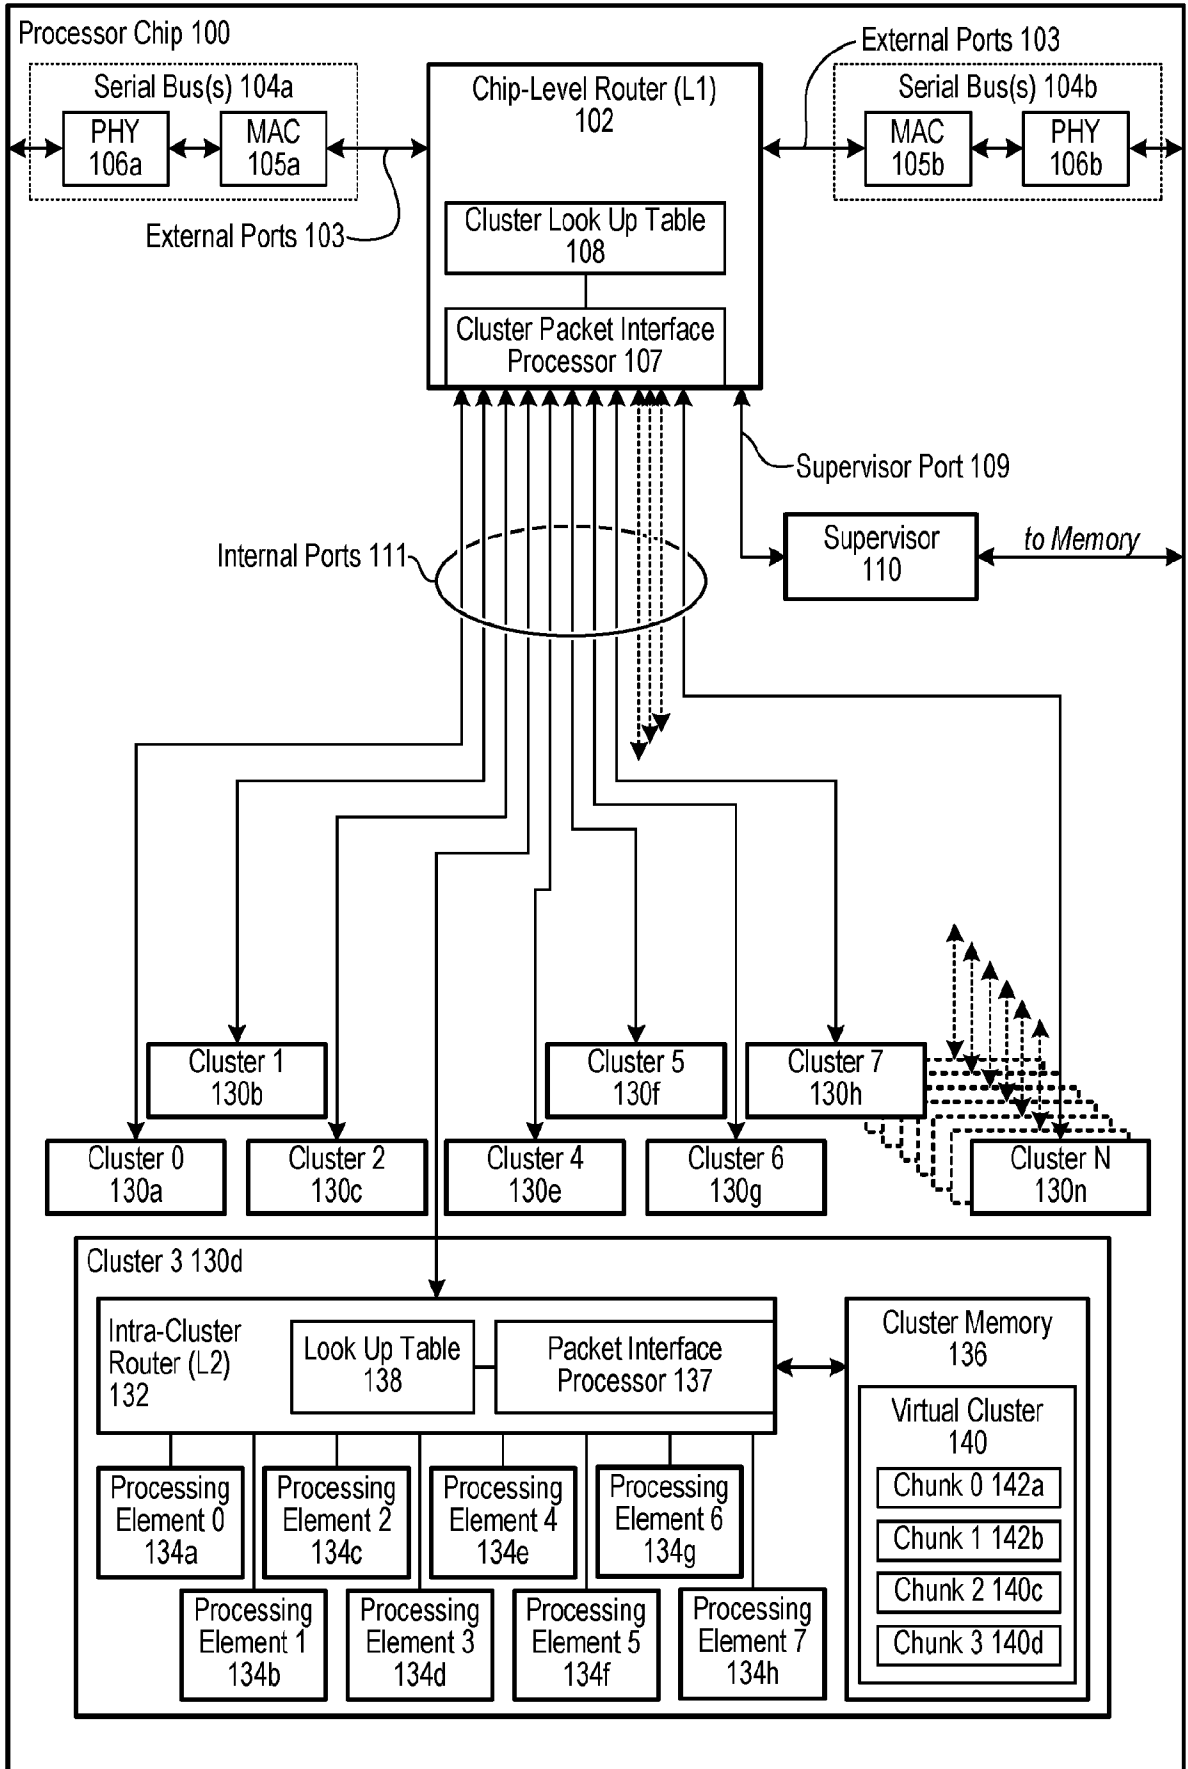 Processor Chip 100
External Ports 103
Serial Bus(s) 104a
PHY
106a
MAC
105a
External Ports 103
Chip-Level Router (L1)
102
Cluster Look Up Table
108
Cluster Packet Interface
Processor 107
Serial Bus(s) 104b
MAC
105b
PHY
106b
Supervisor Port 109
Internal Ports 111
Supervisor
110
to Memory
Cluster 1
130b
Cluster 5
130f
Cluster 7
130h
Cluster 0
130a
Cluster 2
130c
Cluster 4
130e
Cluster 6
130g
Cluster N
130n
Cluster 3 130d
Intra-Cluster
Router (L2)
132
Look Up Table
138
Packet Interface
Processor 137
Cluster Memory
136
Virtual Cluster
140
Chunk 0 142a
Chunk 1 142b
Chunk 2 140c
Chunk 3 140d
Processing
Element 0
134a
Processing
Element 2
134c
Processing
Element 4
134e
Processing
Element 6
134g
Processing
Element 1
134b
Processing
Element 3
134d
Processing
Element 5
134f
Processing
Element 7
134h